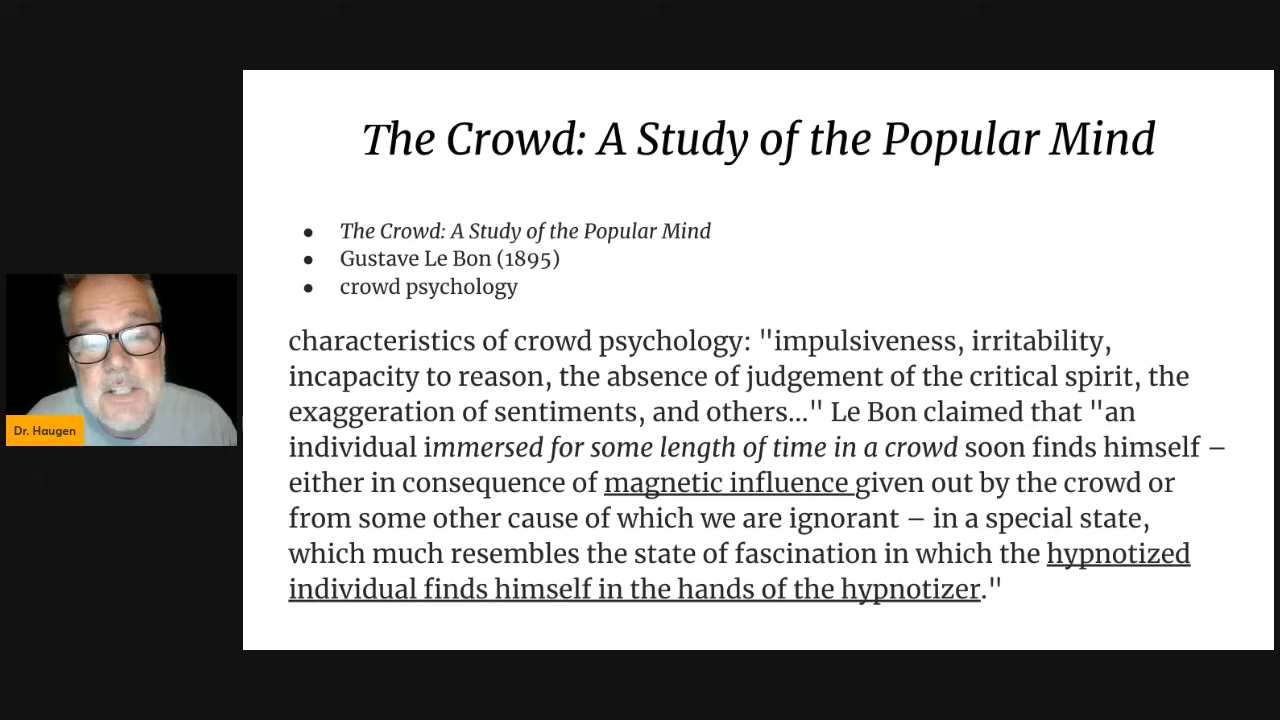 The Crowd: A Study of the Popular Mind
● The Crowd: A Study of the Popular Mind
● Gustave Le Bon (1895)
● crowd psychology
characteristics of crowd psychology: "impulsiveness, irritability,
incapacity to reason, the absence of judgement of the critical spirit, the
exaggeration of sentiments, and others..." Le Bon claimed that "an
individual immersed for some length of time in a crowd soon finds himself –
either in consequence of magnetic influence given out by the crowd or
from some other cause of which we are ignorant – in a special state,
which much resembles the state of fascination in which the hypnotized
individual finds himself in the hands of the hypnotizer."
Dr. Haugen